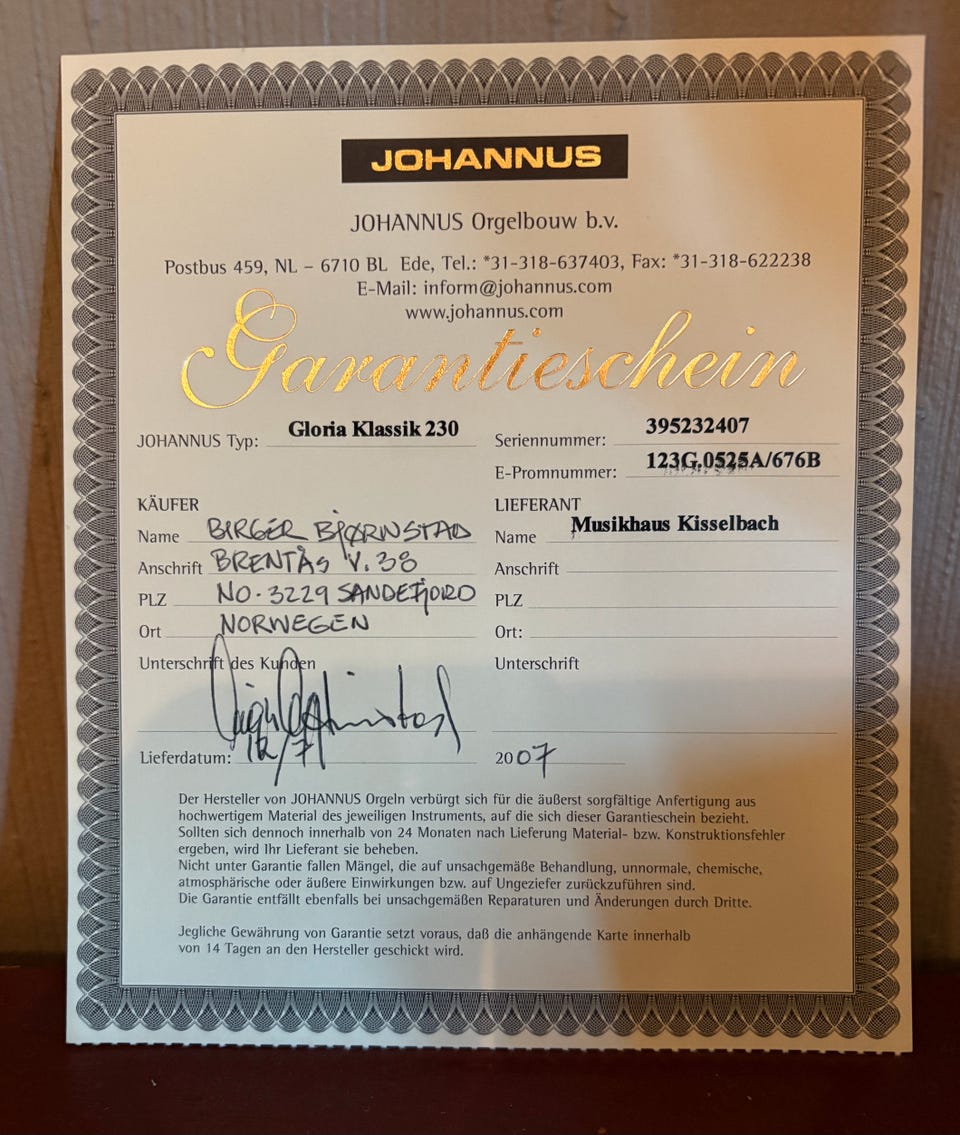 JOHANNUS
JOHANNUS Orgelbouw b.v.
Postbus 459, NL – 6710 BL Ede, Tel.: *31-318-637403, Fax: *31-318-622238
E-Mail: inform@johannus.com
www.johannus.com
Garantieschein
JOHANNUS Typ: Gloria Klassik 230
Seriennummer: 395232407
E-Promnummer: 123G.0525A/676B
KÄUFER
Name BIRGER BJØRNSTAD
Anschrift BRENTÅS V. 38
PLZ NO-3229 SANDEFJORD
Ort NORWEGEN
Unterschrift des Kunden
Lieferdatum: 12/7
LIEFERANT
Name Musikhaus Kisselbach
Anschrift
PLZ
Ort:
Unterschrift
2007
Der Hersteller von JOHANNUS Orgeln verbürgt sich für die äußerst sorgfältige Anfertigung aus
hochwertigem Material des jeweiligen Instruments, auf die sich dieser Garantieschein bezieht.
Sollten sich dennoch innerhalb von 24 Monaten nach Lieferung Material- bzw. Konstruktionsfehler
ergeben, wird Ihr Lieferant sie beheben.
Nicht unter Garantie fallen Mängel, die auf unsachgemäße Behandlung, unnormale, chemische,
atmosphärische oder äußere Einwirkungen bzw. auf Ungeziefer zurückzuführen sind.
Die Garantie entfällt ebenfalls bei unsachgemäßen Reparaturen und Änderungen durch Dritte.
Jegliche Gewährung von Garantie setzt voraus, daß die anhängende Karte innerhalb
von 14 Tagen an den Hersteller geschickt wird.